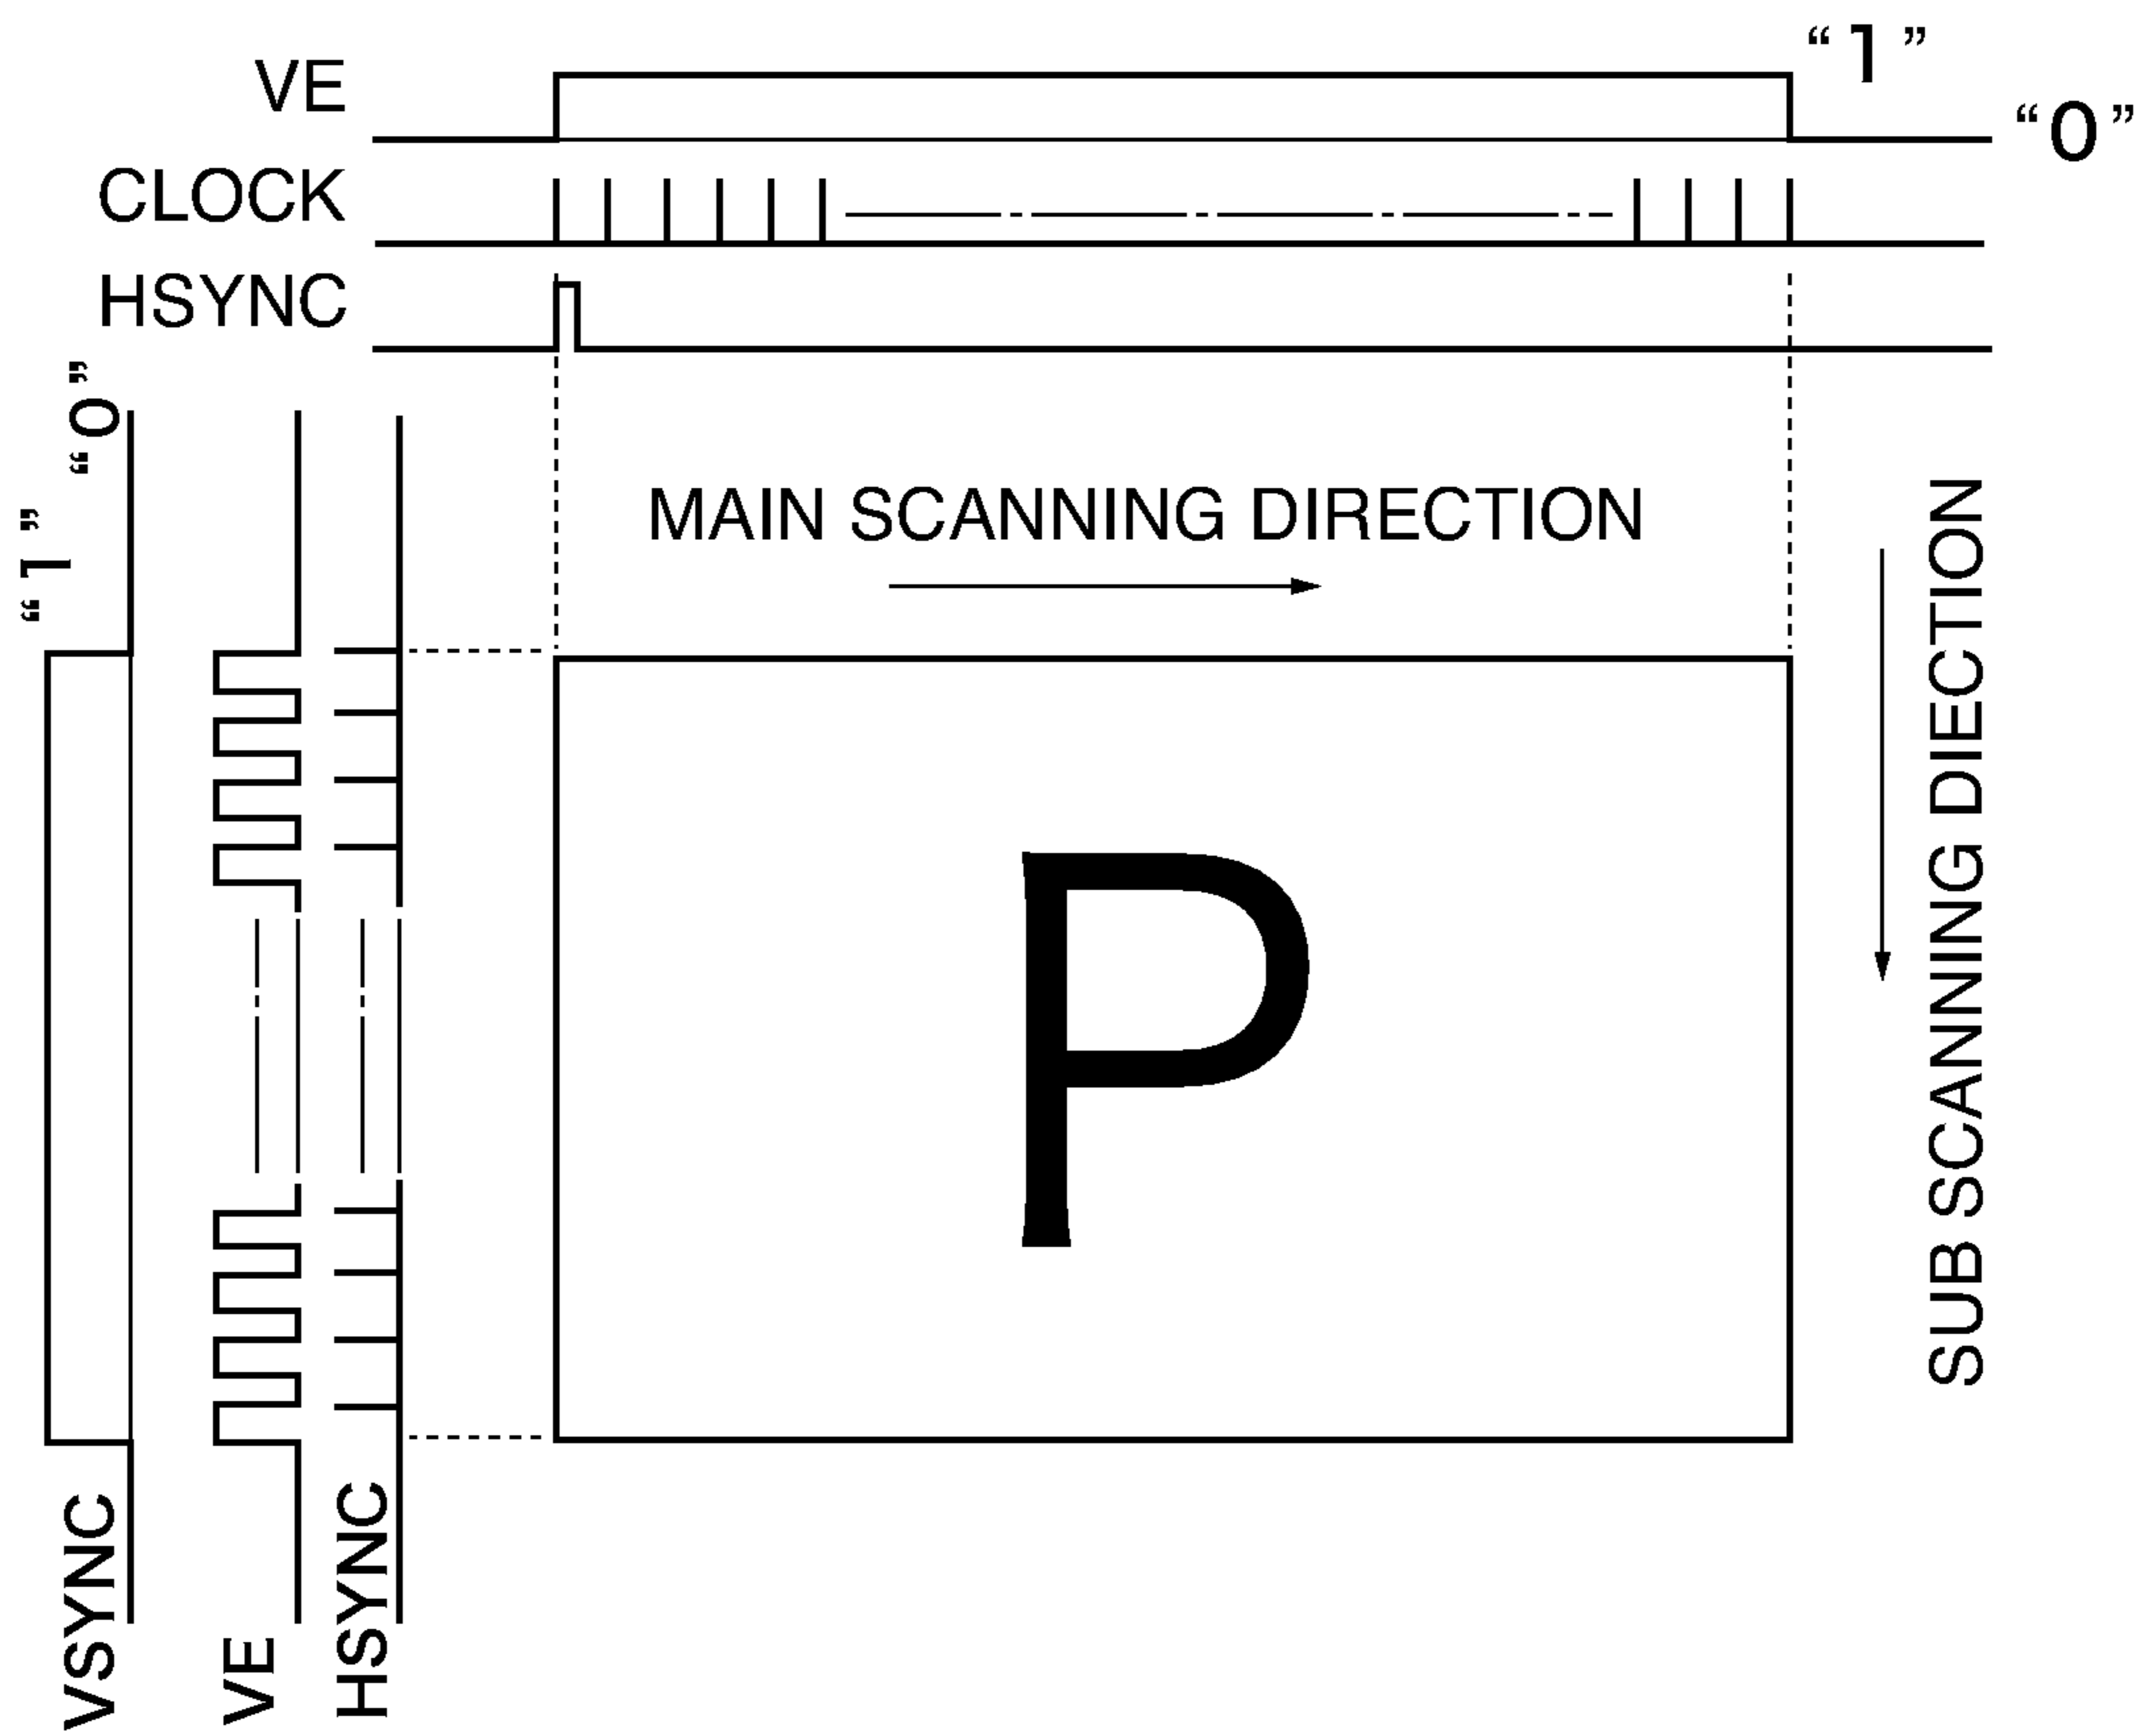 VE
“1”
“0”
CLOCK
HSYNC
“1” “0”
MAIN SCANNING DIRECTION
SUB SCANNING DIECTION
P
VSYNC
VE
HSYNC